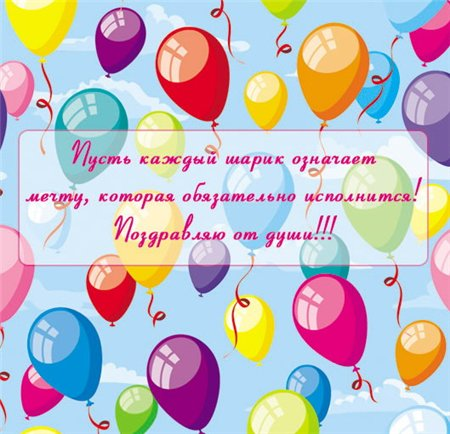 Пусть каждый шарик означает
мечту, которая обязательно исполнится!
Поздравляю от души!!!